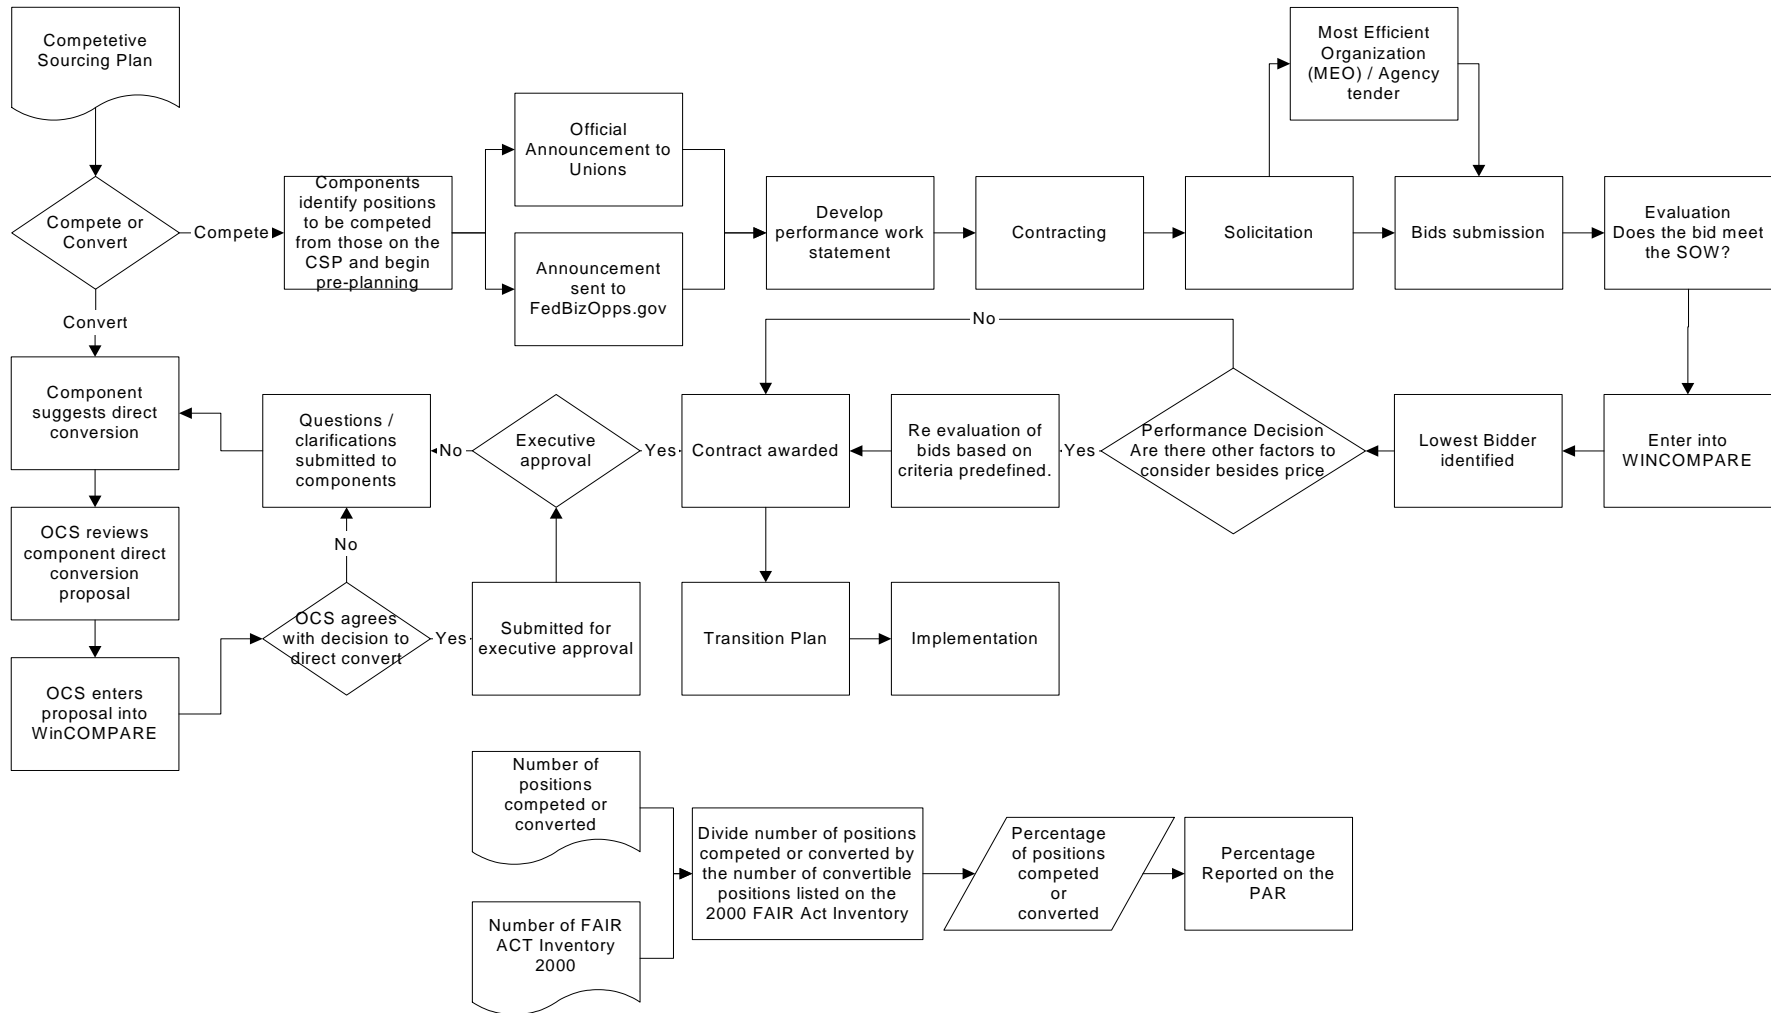 Competetive
Sourcing Plan
Most Efficient
Organization
(MEO) / Agency
tender
Official
Announcement to
Unions
Compete or
Convert
Compete
Components
identify positions
to be competed
from those on the
CSP and begin
pre-planning
Announcement
sent to
FedBizOpps.gov
Develop
performance work
statement
Contracting
Solicitation
Bids submission
Evaluation
Does the bid meet
the SOW?
Convert
No
Component
suggests direct
conversion
Questions /
clarifications
submitted to
components
No
Executive
approval
Yes
Contract awarded
Re evaluation of
bids based on
criteria predefined.
Yes
Performance Decision
Are there other factors to
consider besides price
Lowest Bidder
identified
Enter into
WINCOMPARE
OCS reviews
component direct
conversion
proposal
No
OCS agrees
with decision to
direct convert
Yes
Submitted for
executive approval
Transition Plan
Implementation
OCS enters
proposal into
WinCOMPARE
Number of
positions
competed or
converted
Number of FAIR
ACT Inventory
2000
Divide number of positions
competed or converted by
the number of convertible
positions listed on the
2000 FAIR Act Inventory
Percentage
of positions
competed
or
converted
Percentage
Reported on the
PAR